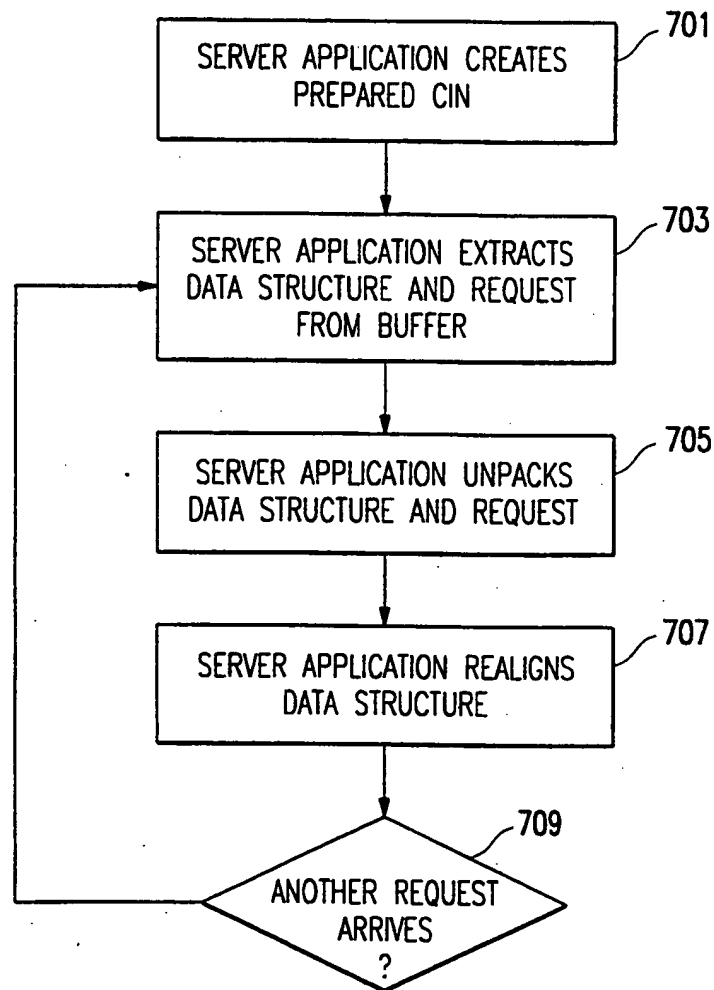 701
SERVER APPLICATION CREATES
PREPARED CIN
703
SERVER APPLICATION EXTRACTS
DATA STRUCTURE AND REQUEST
FROM BUFFER
705
SERVER APPLICATION UNPACKS
DATA STRUCTURE AND REQUEST
707
SERVER APPLICATION REALIGNS
DATA STRUCTURE
709
ANOTHER REQUEST
ARRIVES
?